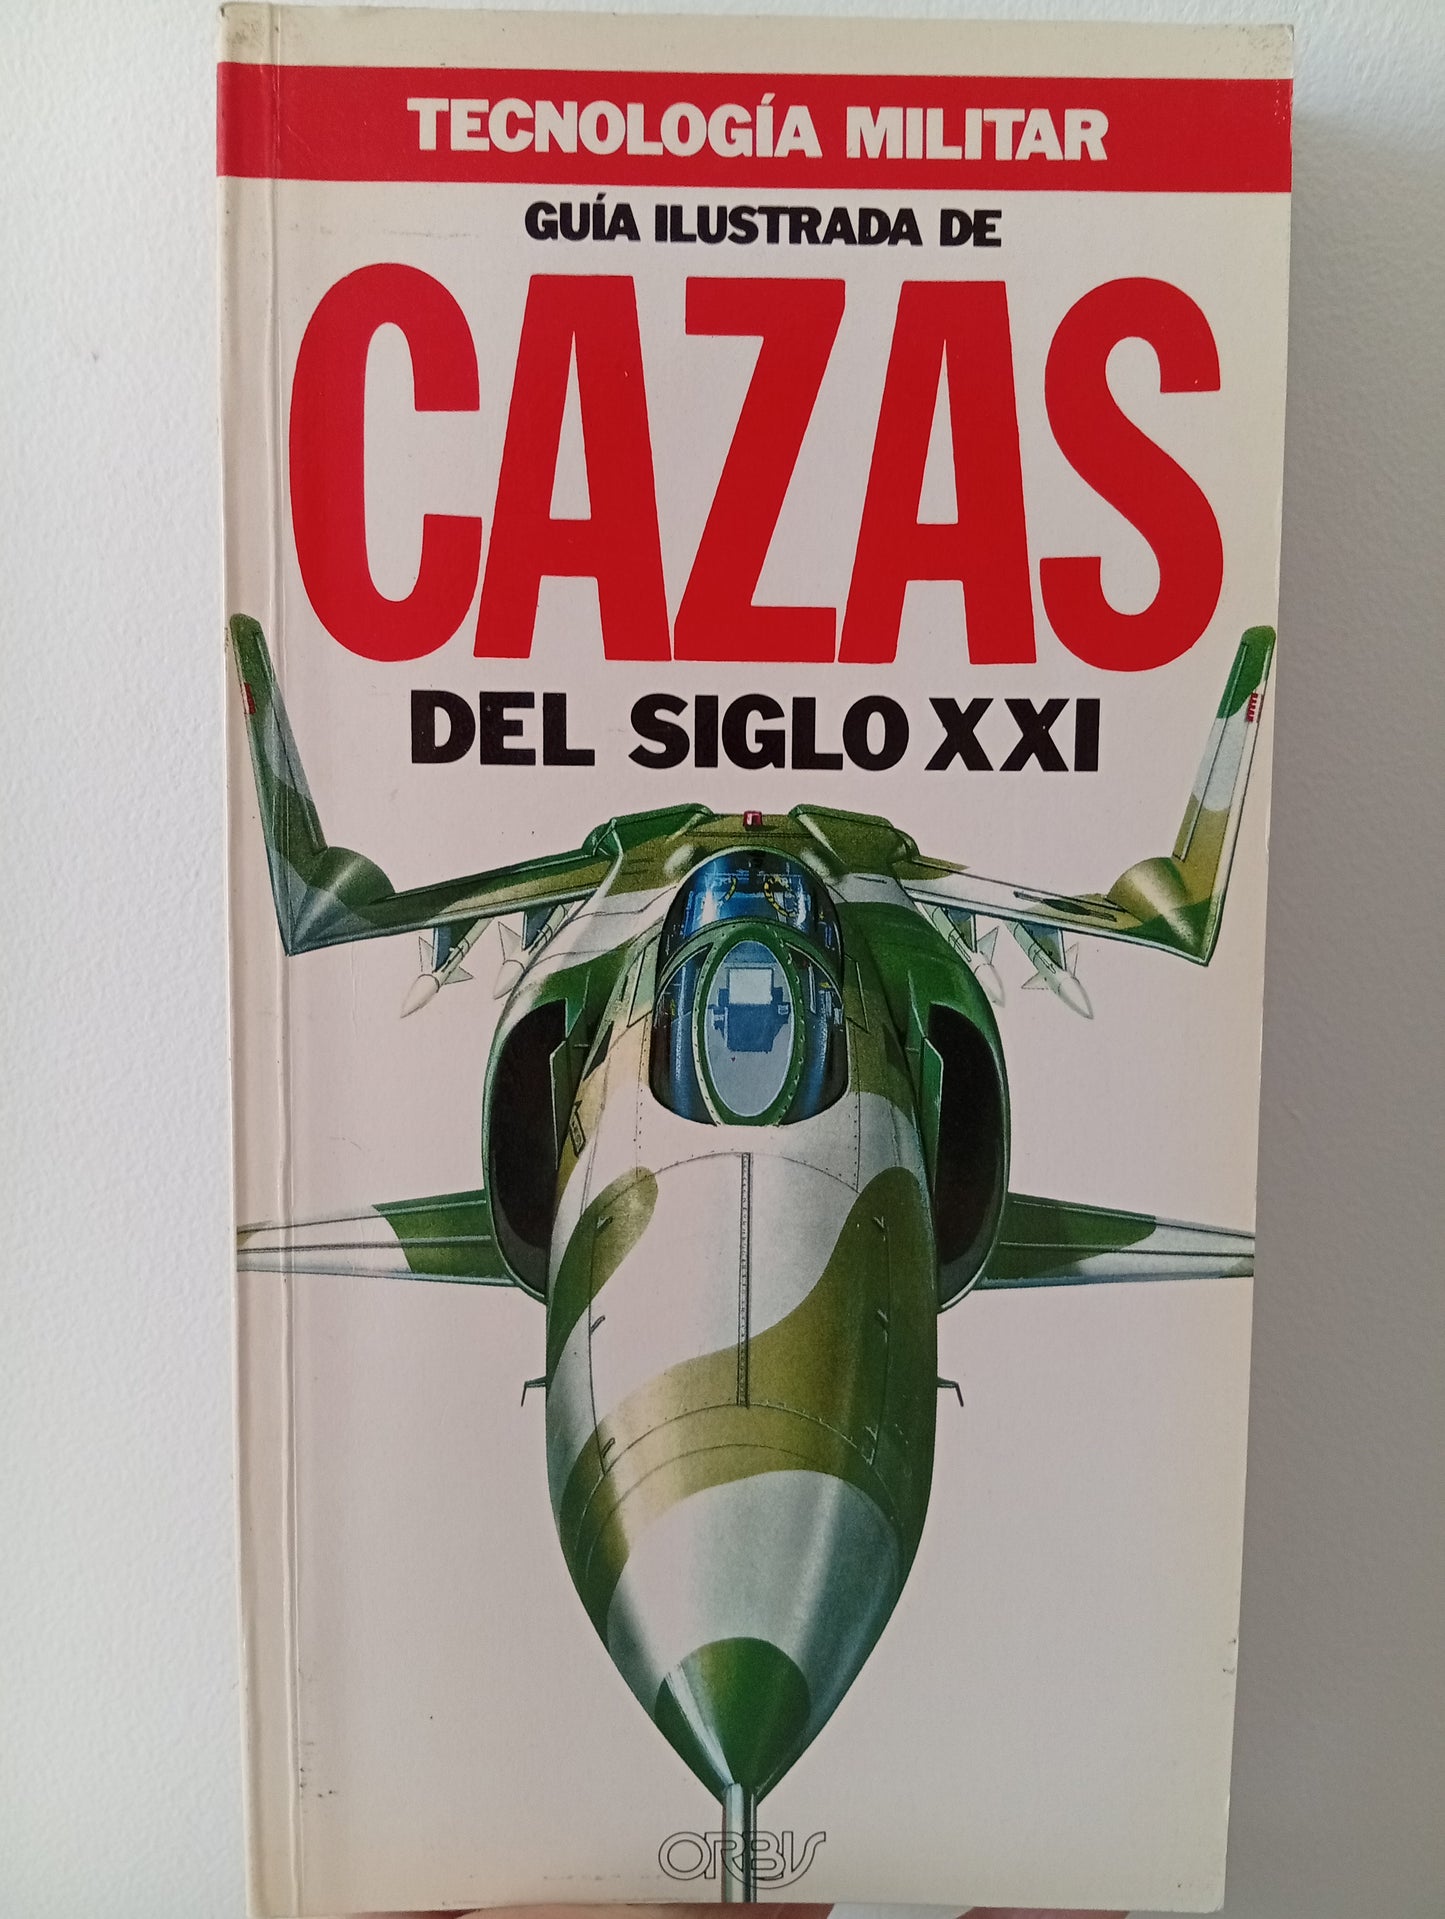 TECNOLOGÍA MILITAR
GUÍA ILUSTRADA DE
CAZAS
DEL SIGLO XXI
ORBIS